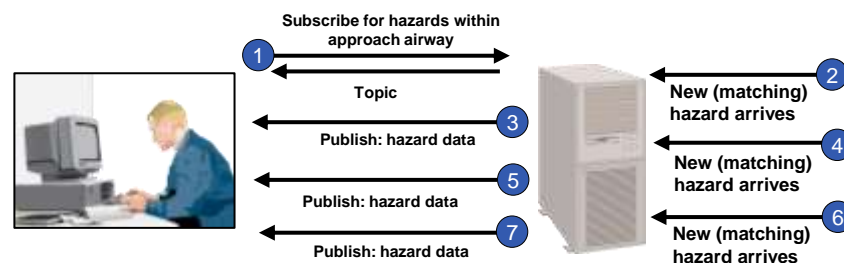 Subscribe for hazards within
approach airway
1
Topic
2
New (matching)
hazard arrives
3
Publish: hazard data
4
New (matching)
hazard arrives
5
Publish: hazard data
6
New (matching)
hazard arrives
7
Publish: hazard data